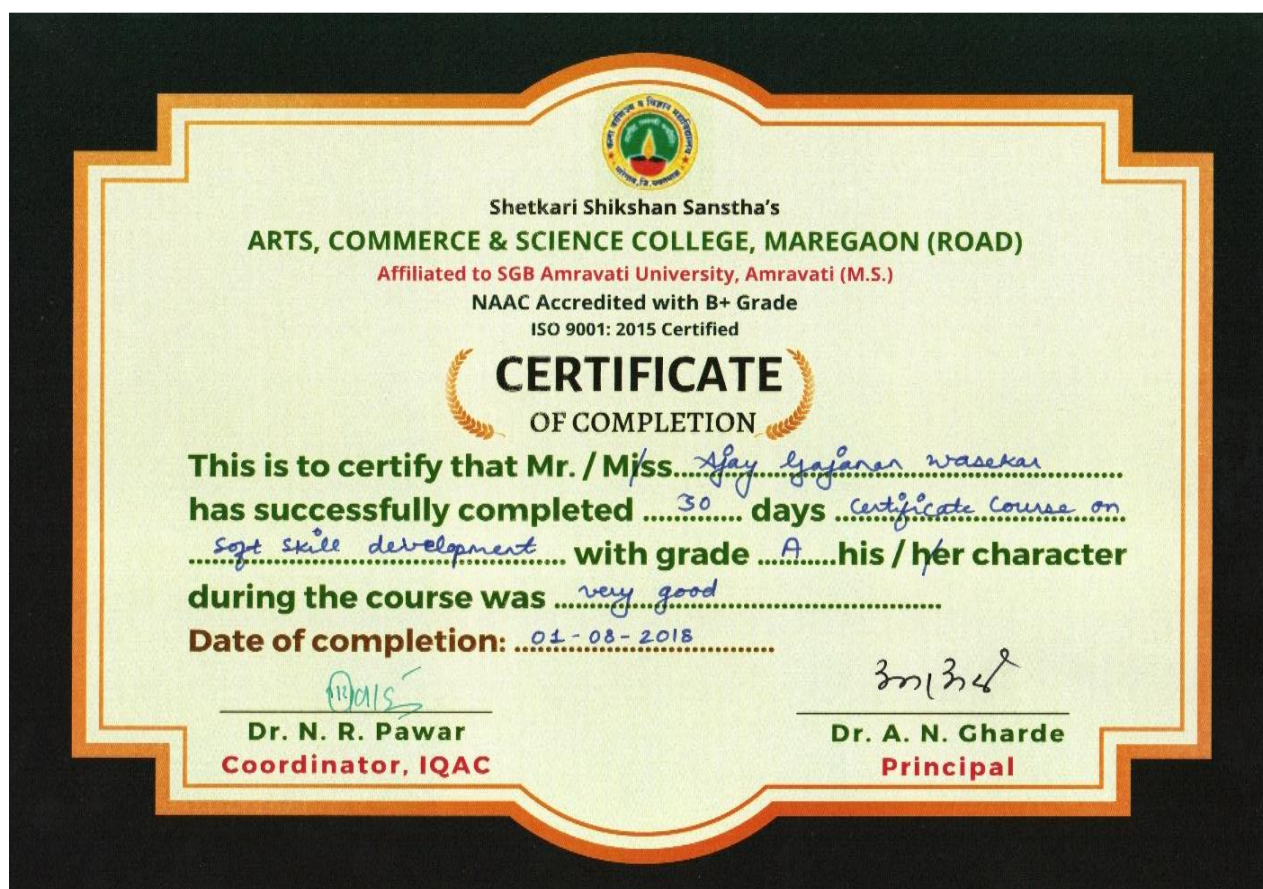 कला वाणिज्य व विज्ञान महाविद्यालय
Shetkari Shikshan Sanstha's
ARTS, COMMERCE & SCIENCE COLLEGE, MAREGAON (ROAD)
Affiliated to SGB Amravati University, Amravati (M.S.)
NAAC Accredited with B+ Grade
ISO 9001: 2015 Certified
CERTIFICATE
OF COMPLETION
This is to certify that Mr. / Miss.. Ajay Gajanan Wasekar
has successfully completed ..... 30 ..... days ..Certificate Course on
Soft Skill development ... with grade ... A ....his / her character
during the course was .... very good ....
Date of completion: ...01-08-2018....
Dr. N. R. Pawar
Dr. A. N. Gharde
Coordinator, IQAC
Principal